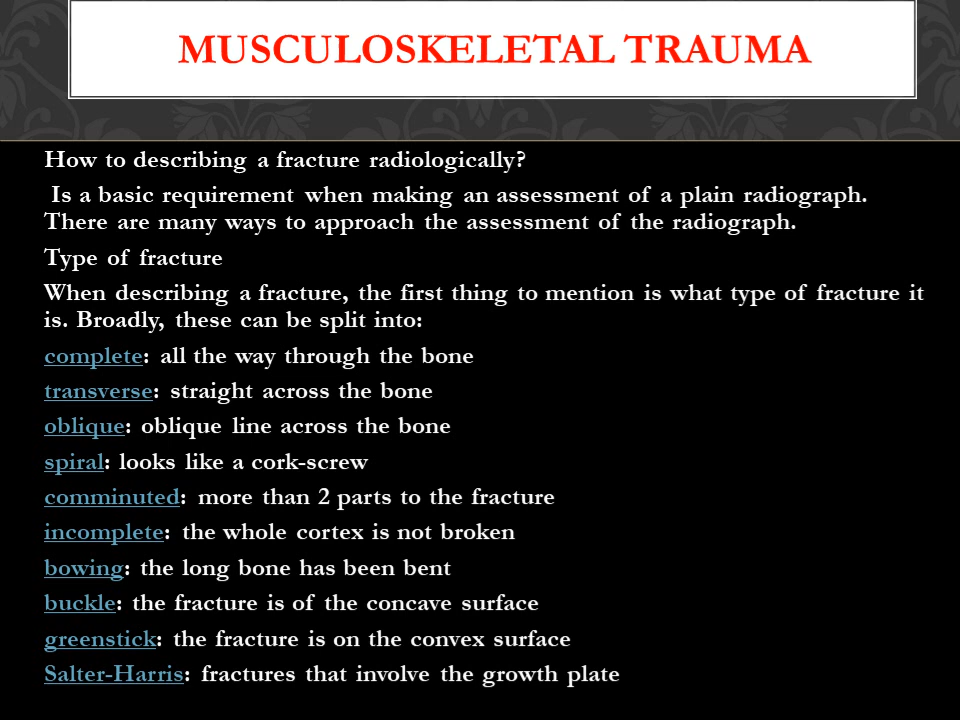 MUSCULOSKELETAL TRAUMA
How to describing a fracture radiologically?
Is a basic requirement when making an assessment of a plain radiograph.
There are many ways to approach the assessment of the radiograph.
Type of fracture
When describing a fracture, the first thing to mention is what type of fracture it
is. Broadly, these can be split into:
complete: all the way through the bone
transverse: straight across the bone
oblique: oblique line across the bone
spiral: looks like a cork-screw
comminuted: more than 2 parts to the fracture
incomplete: the whole cortex is not broken
bowing: the long bone has been bent
buckle: the fracture is of the concave surface
greenstick: the fracture is on the convex surface
Salter-Harris: fractures that involve the growth plate